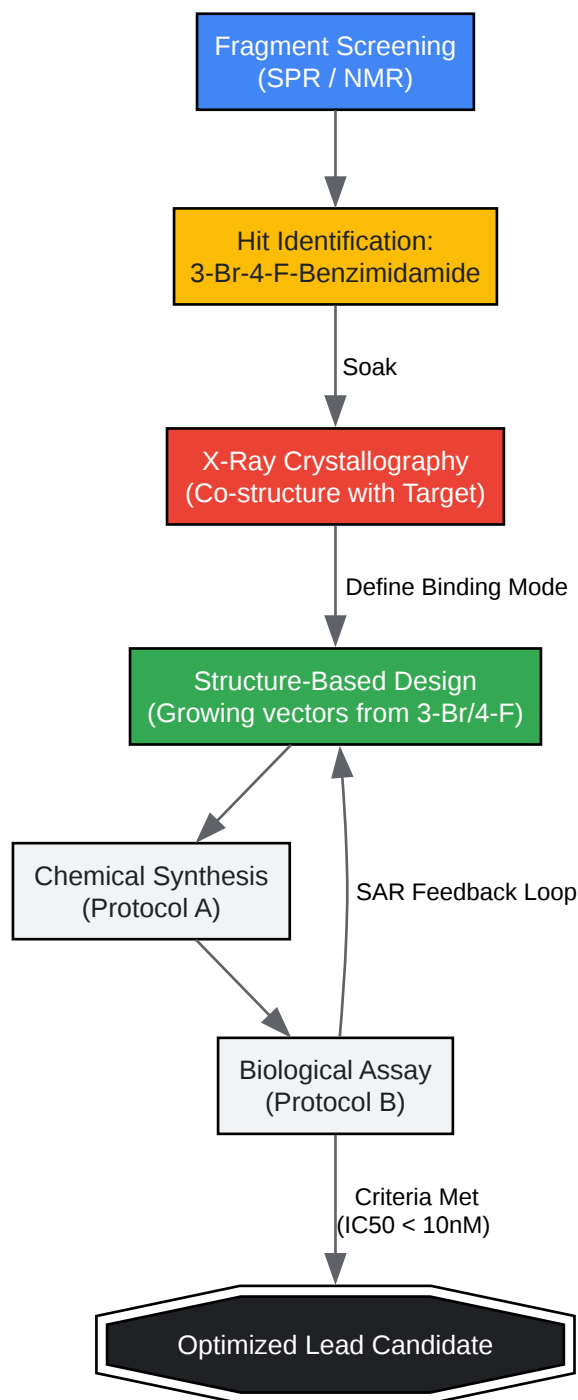 Fragment Screening
(SPR / NMR)
Hit Identification:
3-Br-4-F-Benzimidamide
Soak
X-Ray Crystallography
(Co-structure with Target)
Define Binding Mode
Structure-Based Design
(Growing vectors from 3-Br/4-F)
Chemical Synthesis
(Protocol A)
SAR Feedback Loop
Biological Assay
(Protocol B)
Criteria Met
(IC50 < 10nM)
Optimized Lead Candidate